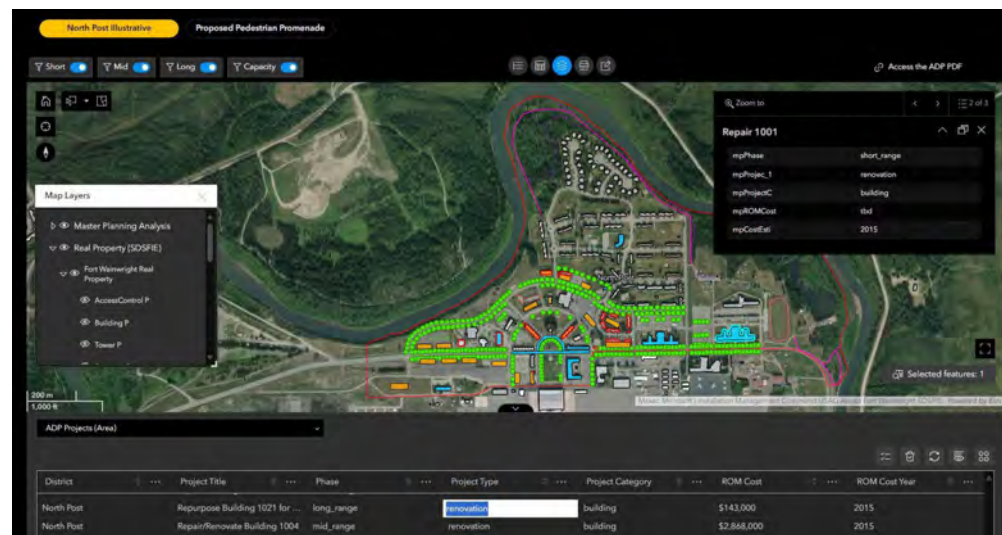 North Post Illustrative
Proposed Pedestrian Promenade
Short
Mid
Long
Capacity
Access the ADP PDF
Zoom to
2 of 3
Repair 1001
mpPhase short_range
mpProjec_1 renovation
mpProjectC building
mpROMCost tbd
mpCostEsti 2015
Map Layers
Master Planning Analysis
Real Property (SDSFIE)
Fort Wainwright Real
Property
AccessControl P
Building P
Tower P
Selected features: 1
200 m
1,000 ft
ADP Projects (Area)
District Project Title Phase Project Type Project Category ROM Cost ROM Cost Year
North Post Repurpose Building 1021 for ... long_range renovation building $143,000 2015
North Post Repair/Renovate Building 1004 mid_range renovation building $2,868,000 2015